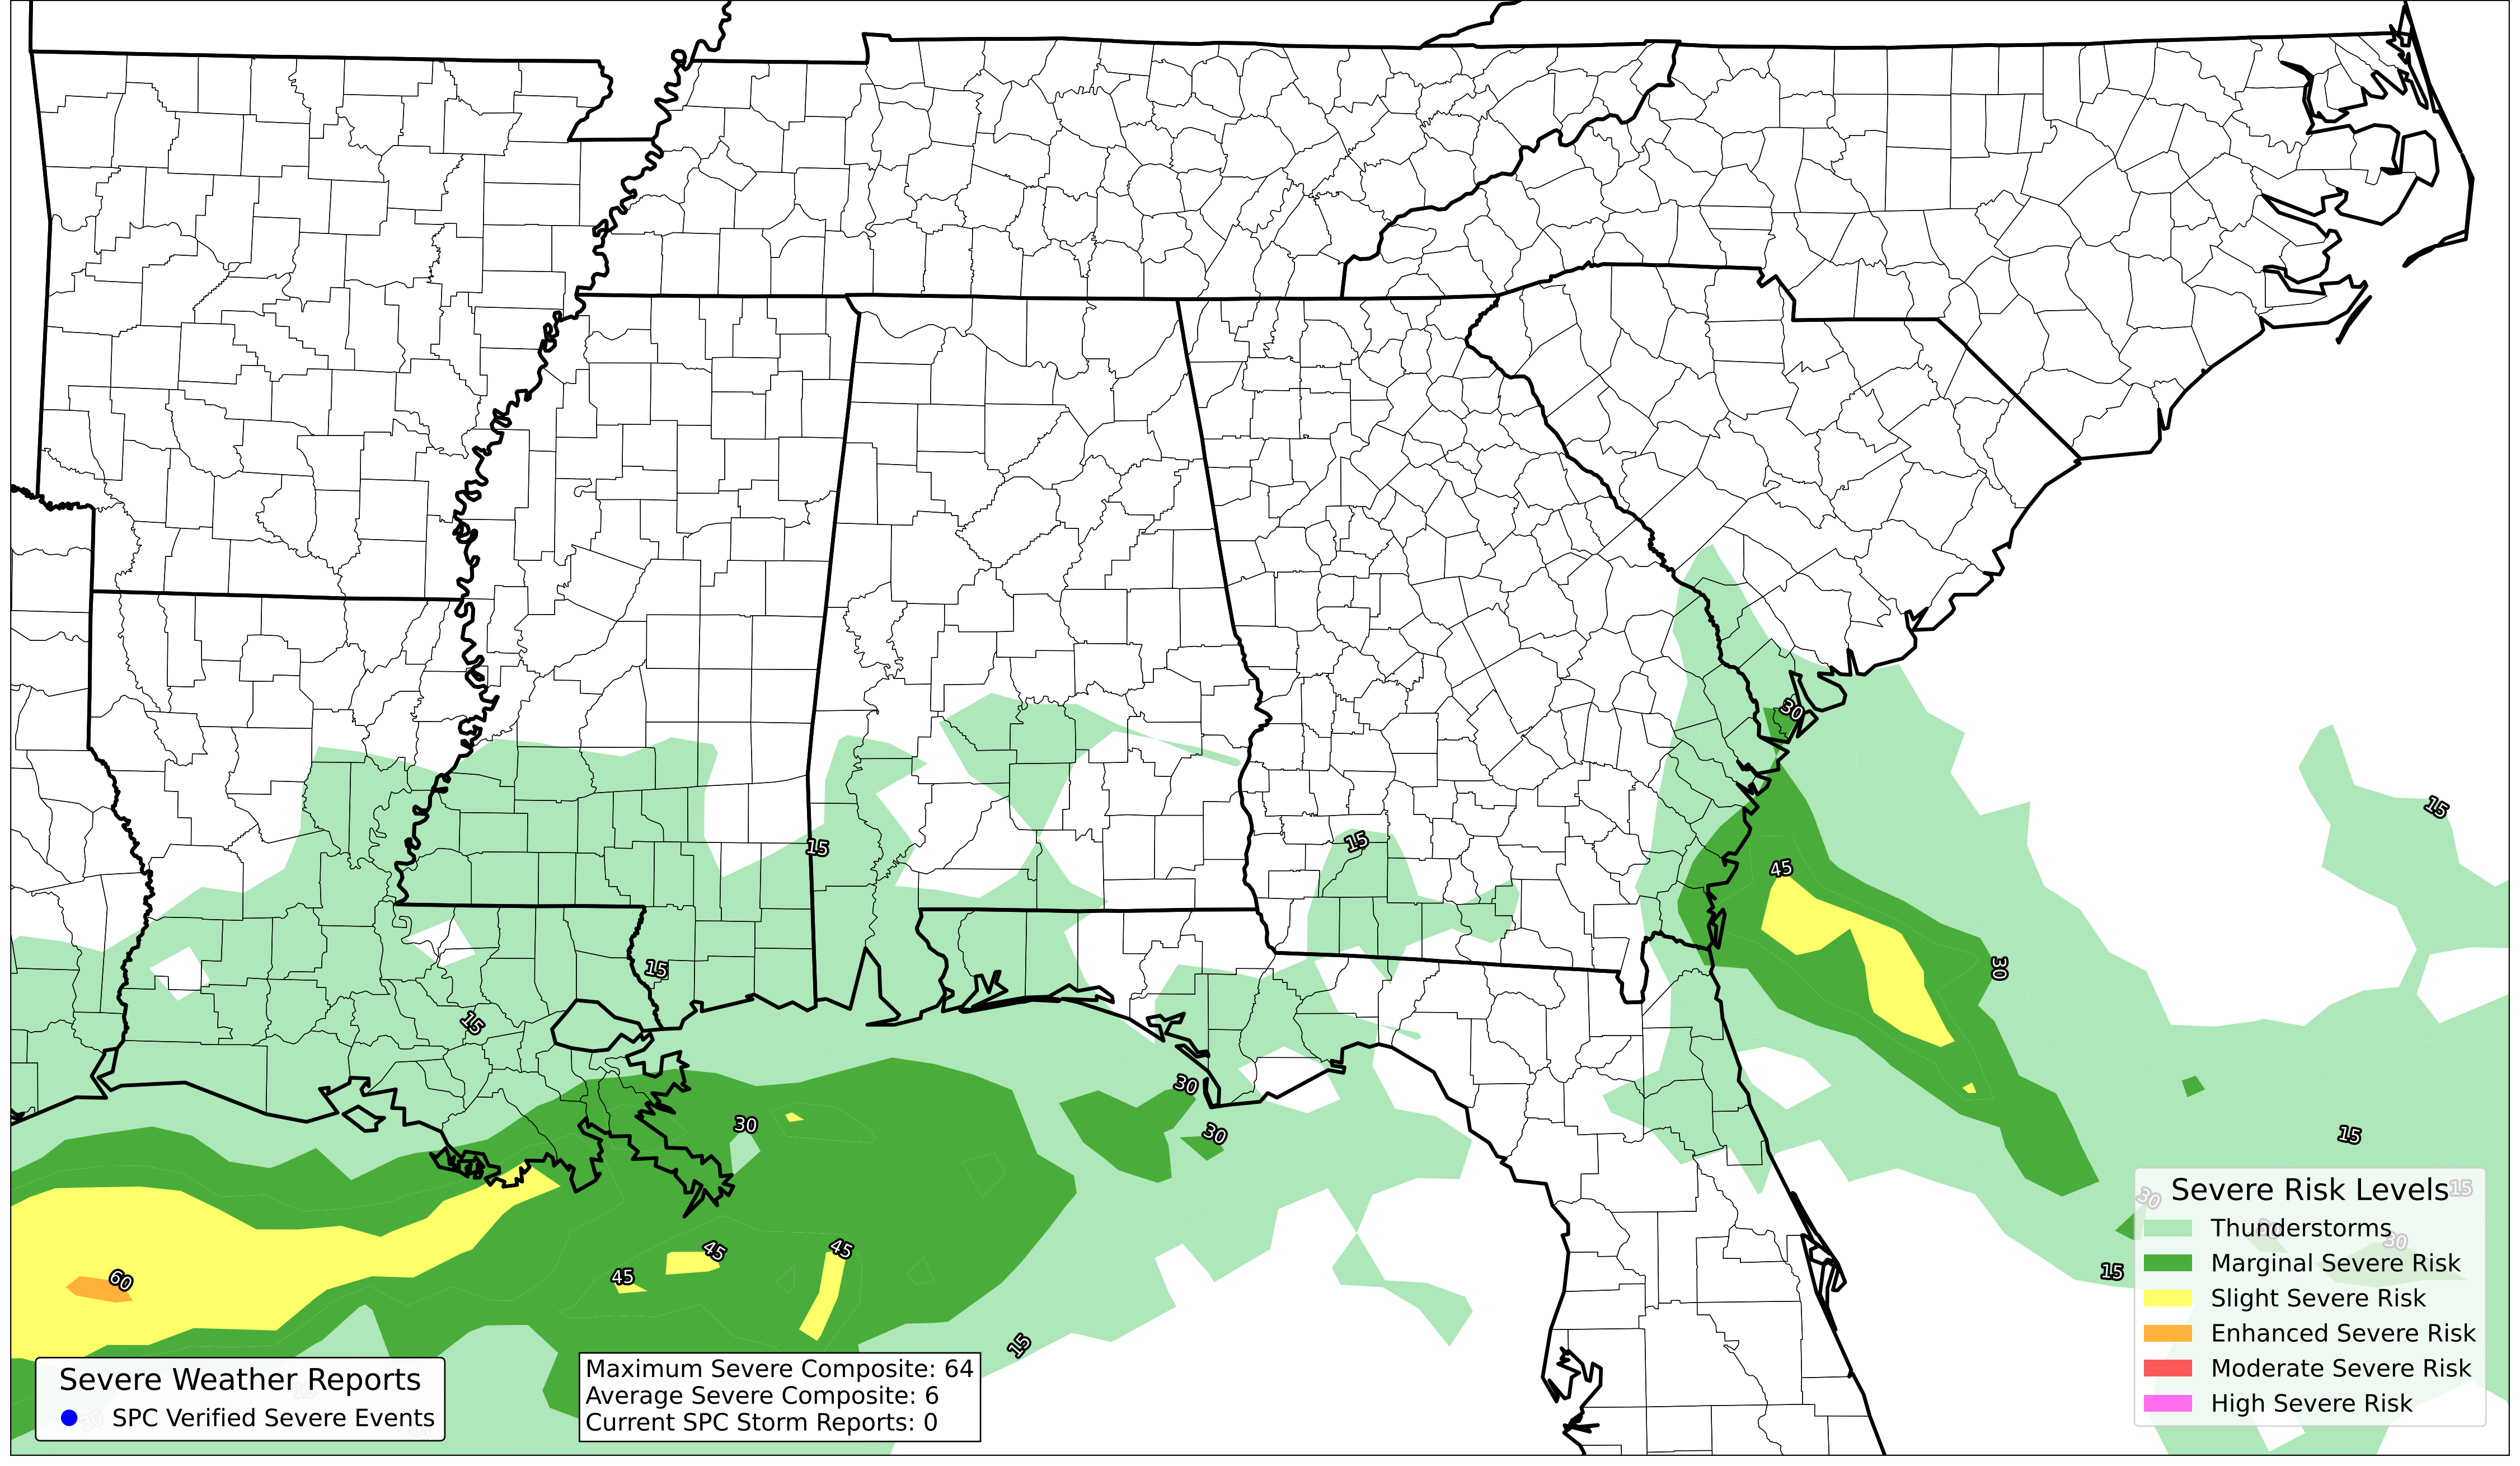 30
15
15
15
45
15
30
15
30
30
30
15
45
45
45
60
15
15
Severe Risk Levels
15
30
Thunderstorms
30
Marginal Severe Risk
Slight Severe Risk
Enhanced Severe Risk
Moderate Severe Risk
High Severe Risk
Severe Weather Reports
SPC Verified Severe Events
Maximum Severe Composite: 64
Average Severe Composite: 6
Current SPC Storm Reports: 0